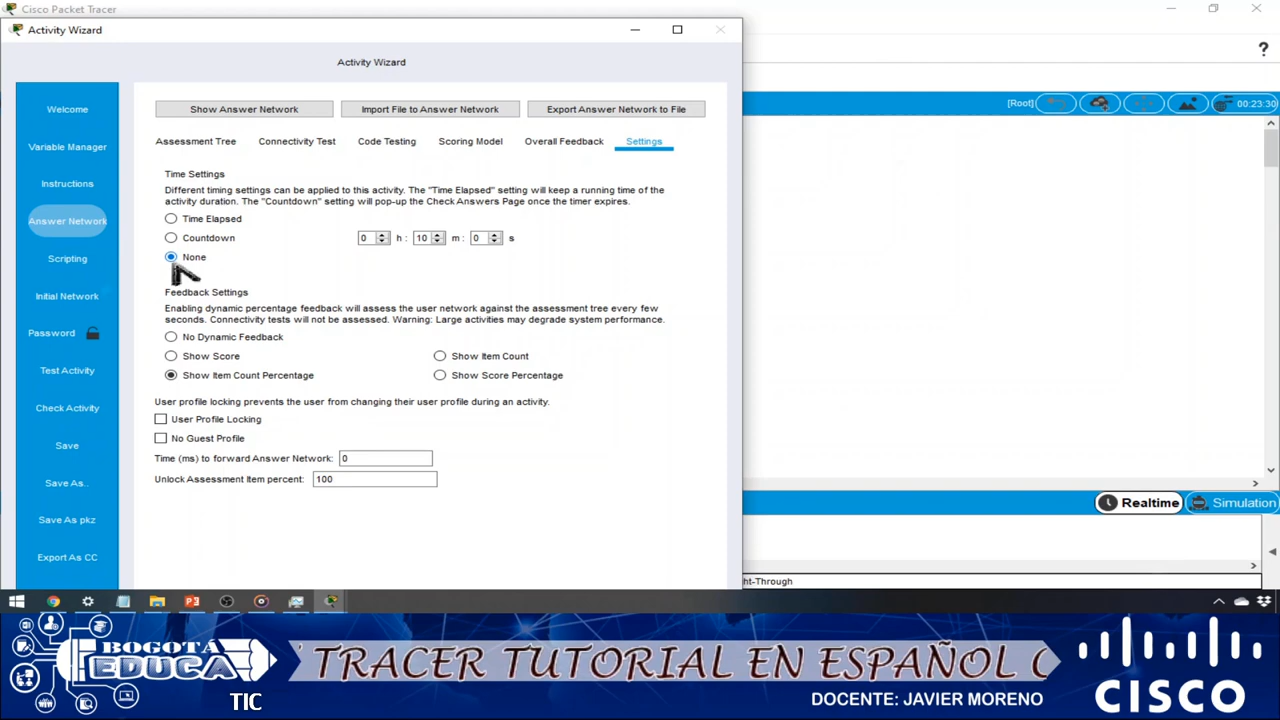 Cisco Packet Tracer
Activity Wizard
Activity Wizard
?
Welcome
Variable Manager
Instructions
Answer Network
Scripting
Initial Network
Password
Test Activity
Check Activity
Save
Save As..
Save As pkz
Export As CC
Show Answer Network
Import File to Answer Network
Export Answer Network to File
Assessment Tree
Connectivity Test
Code Testing
Scoring Model
Overall Feedback
Settings
Time Settings
Different timing settings can be applied to this activity. The "Time Elapsed" setting will keep a running time of the
activity duration. The "Countdown" setting will pop-up the Check Answers Page once the timer expires.
Time Elapsed
Countdown 0 h: 10 m: 0 s
None
Feedback Settings
Enabling dynamic percentage feedback will assess the user network against the assessment tree every few
seconds. Connectivity tests will not be assessed. Warning: Large activities may degrade system performance.
No Dynamic Feedback
Show Score Show Item Count
Show Item Count Percentage Show Score Percentage
User profile locking prevents the user from changing their user profile during an activity.
User Profile Locking
No Guest Profile
Time (ms) to forward Answer Network: 0
Unlock Assessment Item percent: 100
[Root] 00:23:30
Realtime Simulation
ht-Through
BOGOTÁ
EDUCA
TIC
TRACER TUTORIAL EN ESPAÑOL
DOCENTE: JAVIER MORENO
CISCO